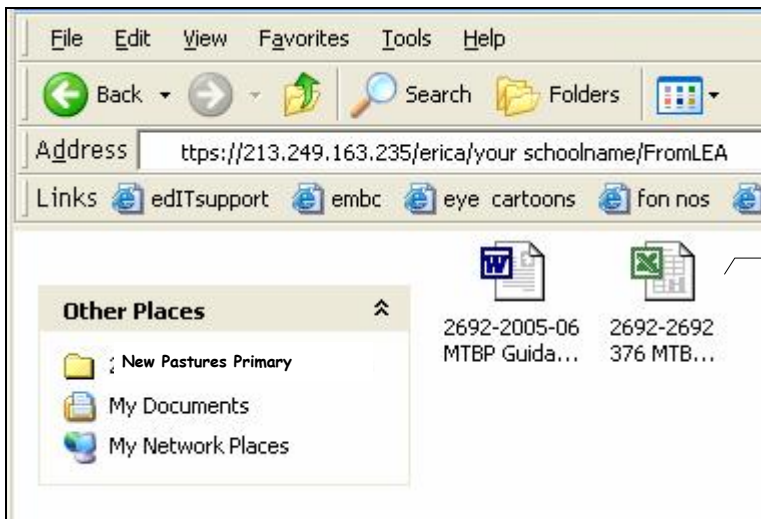 File Edit View Favorites Tools Help
Back Search Folders
Address ttps://213.249.163.235/erica/your schoolname/FromLEA
Links edITsupport embc eye cartoons fon nos
Other Places
New Pastures Primary
My Documents
My Network Places
2692-2005-06
MTBP Guida...
2692-2692
376 MTB...